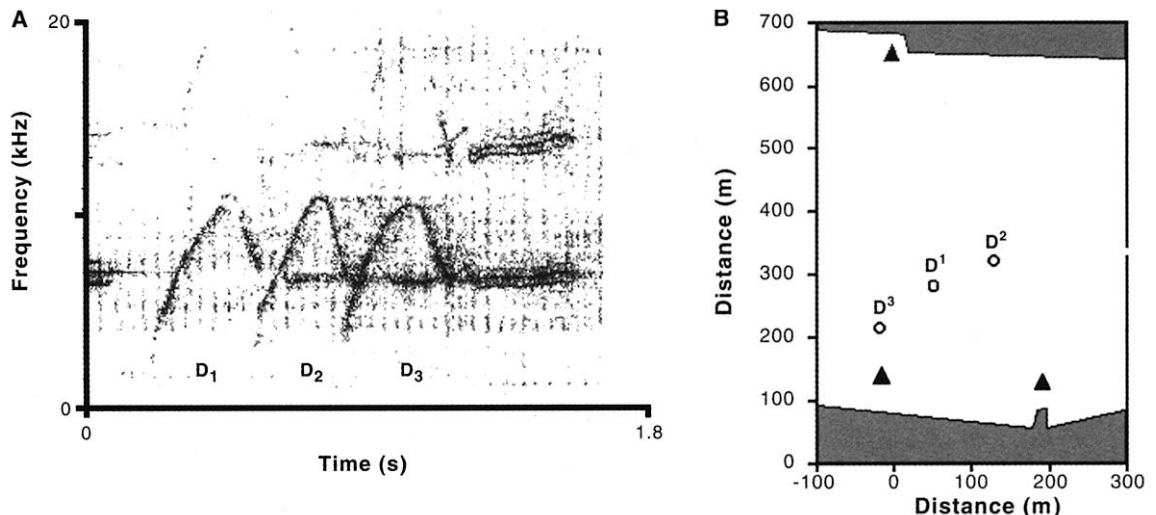 A
20
Frequency (kHz)
0
D₁ D₂ D₃
0 1.8
Time (s)
B
700
600
500
400
300
200
100
0
Distance (m)
D²
D¹
D³
-100 0 100 200 300
Distance (m)